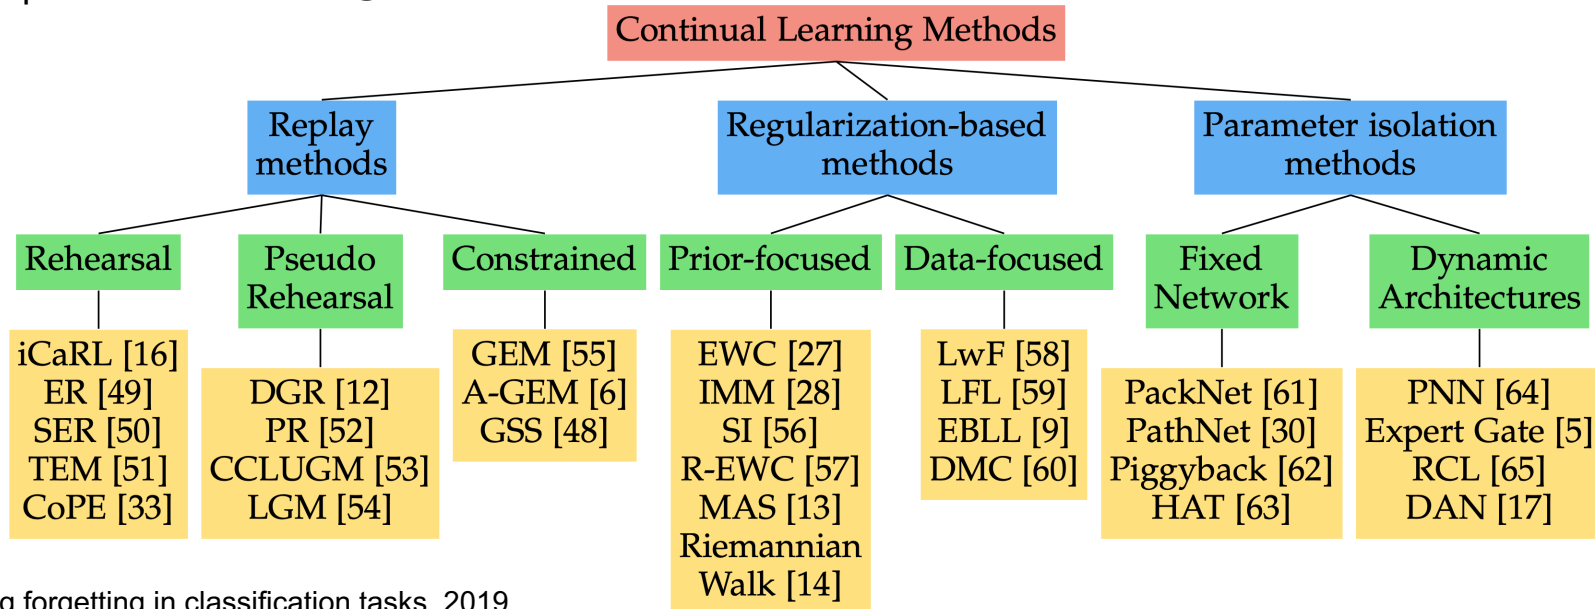 Continual Learning Methods
Replay
methods
Regularization-based
methods
Parameter isolation
methods
Rehearsal
Pseudo
Rehearsal
Constrained
Prior-focused
Data-focused
Fixed
Network
Dynamic
Architectures
iCaRL [16]
ER [49]
SER [50]
TEM [51]
CoPE [33]
DGR [12]
PR [52]
CCLUGM [53]
LGM [54]
GEM [55]
A-GEM [6]
GSS [48]
EWC [27]
IMM [28]
SI [56]
R-EWC [57]
MAS [13]
Riemannian
Walk [14]
LwF [58]
LFL [59]
EBLL [9]
DMC [60]
PackNet [61]
PathNet [30]
Piggyback [62]
HAT [63]
PNN [64]
Expert Gate [5]
RCL [65]
DAN [17]
forgetting in classification tasks, 2019